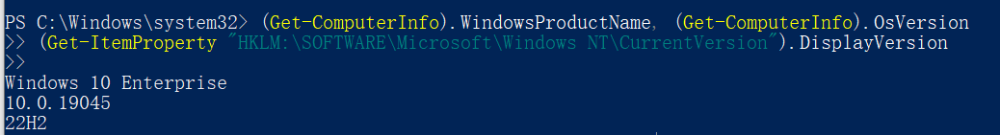 PS C:\Windows\system32> (Get-ComputerInfo).WindowsProductName, (Get-ComputerInfo).OsVersion
>> (Get-ItemProperty "HKLM:\SOFTWARE\Microsoft\Windows NT\CurrentVersion").DisplayVersion
>>
Windows 10 Enterprise
10.0.19045
22H2